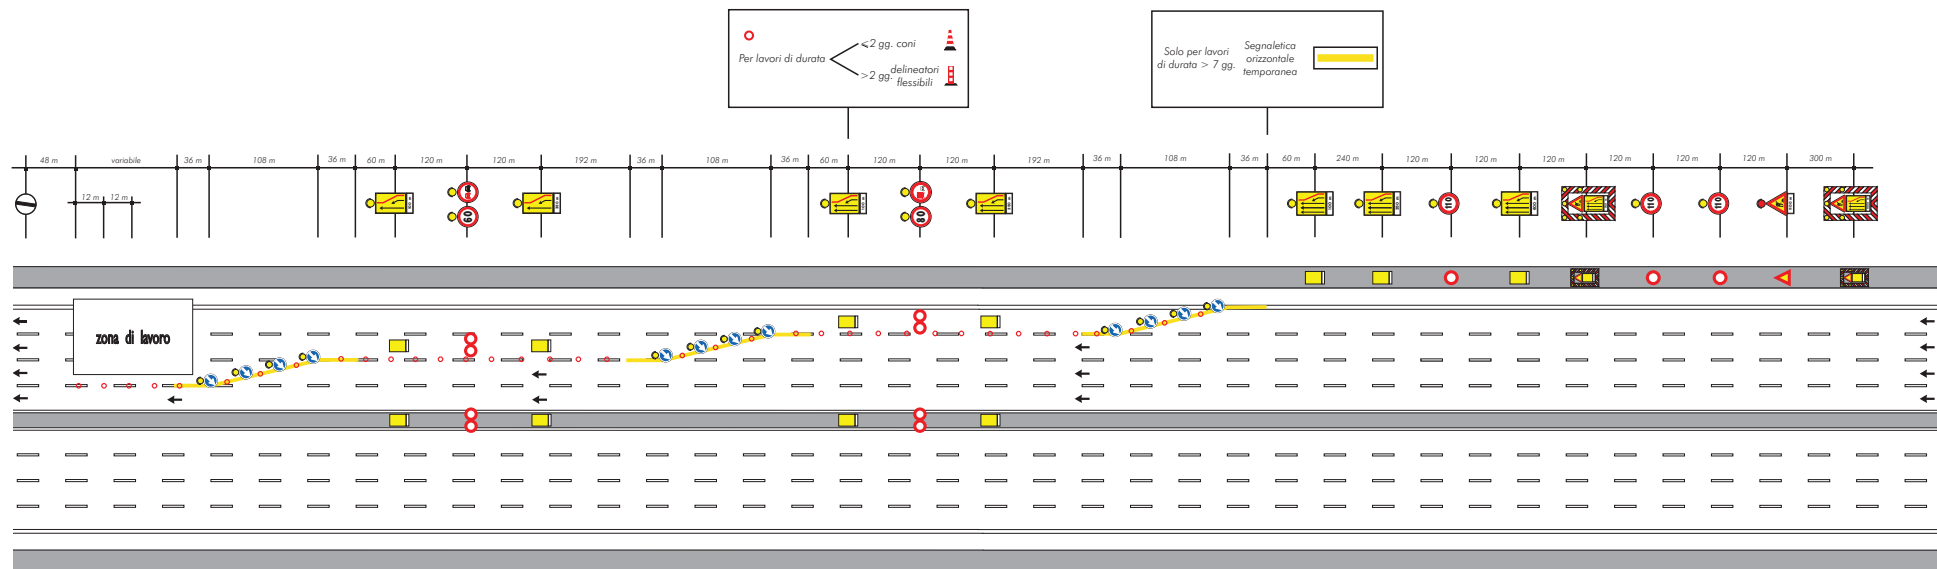 Per lavori di durata
⩽2 gg. coni
>2 gg. delineatori
flessibili
Solo per lavori
di durata > 7 gg.
Segnaletica
orizzontale
temporanea
48 m variabile 36 m 108 m 36 m 60 m 120 m 120 m 192 m 36 m 108 m 36 m 60 m 120 m 120 m 192 m 36 m 108 m 36 m 60 m 240 m 120 m 120 m 120 m 120 m 120 m 120 m 300 m
12 m 12 m
60
80
110
110
110
zona di lavoro